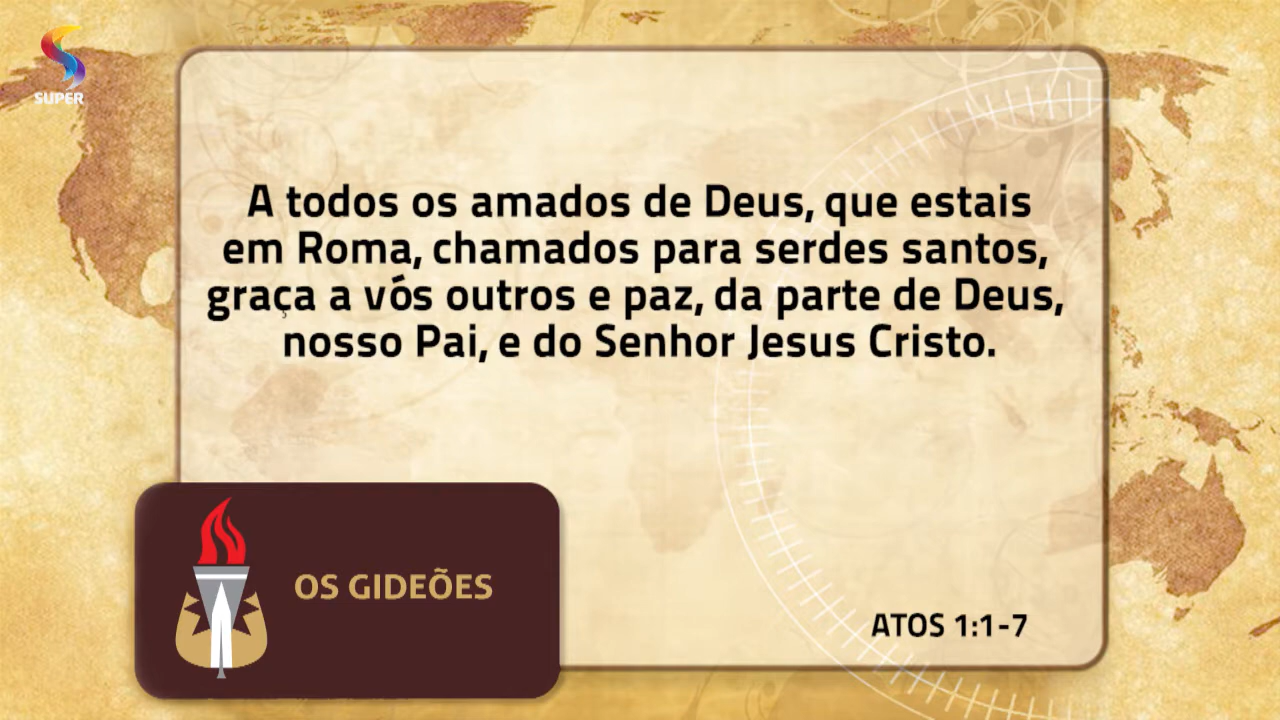 SUPER
A todos os amados de Deus, que estais
em Roma, chamados para serdes santos,
graça a vós outros e paz, da parte de Deus,
nosso Pai, e do Senhor Jesus Cristo.
OS GIDEÕES
ATOS 1:1-7